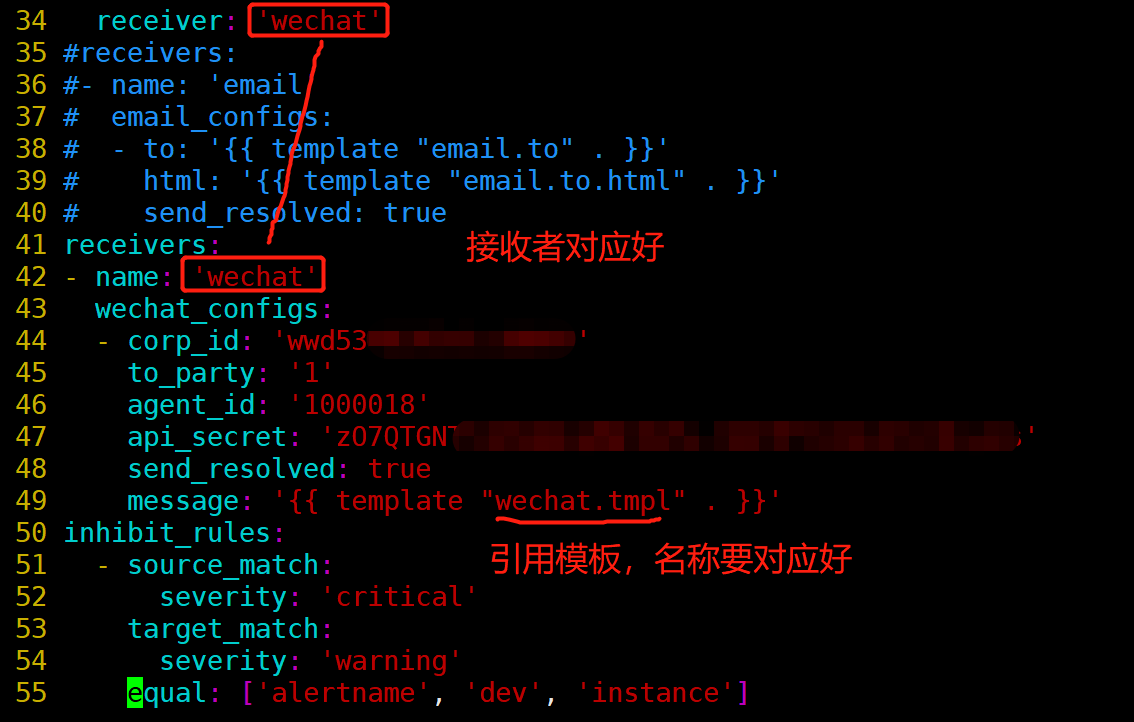 34   receiver: 'wechat'
35 #receivers:
36 #- name: 'email
37 #  email_configs:
38 #  - to: '{{ template "email.to" . }}'
39 #    html: '{{ template "email.to.html" . }}'
40 #    send_resolved: true
41 receivers:
接收者对应好
42 - name: 'wechat'
43   wechat_configs:
44   - corp_id: 'wwd53 '
45     to_party: '1'
46     agent_id: '1000018'
47     api_secret: 'zO7QTGNT '
48     send_resolved: true
49     message: '{{ template "wechat.tmpl" . }}'
50 inhibit_rules:
51   - source_match:
引用模板，名称要对应好
52       severity: 'critical'
53     target_match:
54       severity: 'warning'
55     equal: ['alertname', 'dev', 'instance']